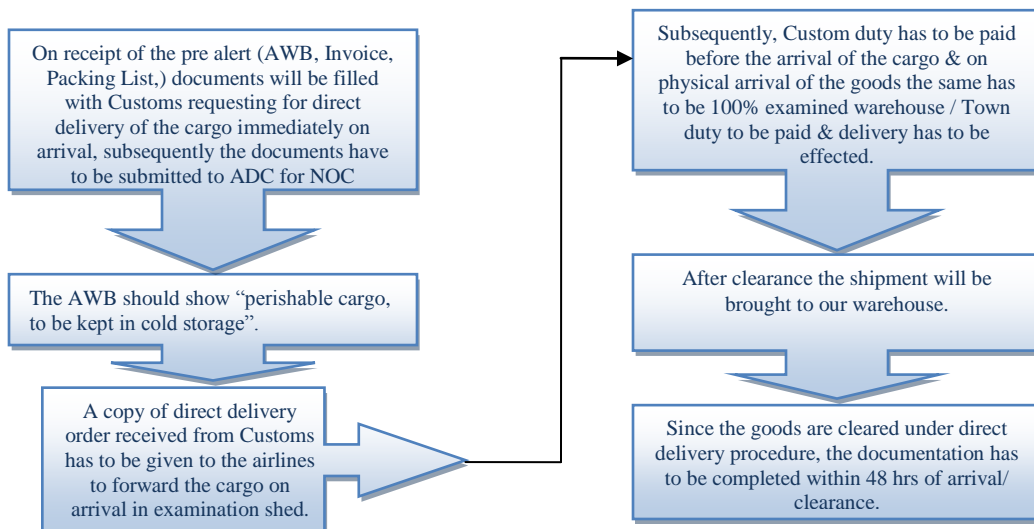 On receipt of the pre alert (AWB, Invoice,
Packing List,) documents will be filled
with Customs requesting for direct
delivery of the cargo immediately on
arrival, subsequently the documents have
to be submitted to ADC for NOC
The AWB should show “perishable cargo,
to be kept in cold storage”.
A copy of direct delivery
order received from Customs
has to be given to the airlines
to forward the cargo on
arrival in examination shed.
Subsequently, Custom duty has to be paid
before the arrival of the cargo & on
physical arrival of the goods the same has
to be 100% examined warehouse / Town
duty to be paid & delivery has to be
effected.
After clearance the shipment will be
brought to our warehouse.
Since the goods are cleared under direct
delivery procedure, the documentation has
to be completed within 48 hrs of arrival/
clearance.